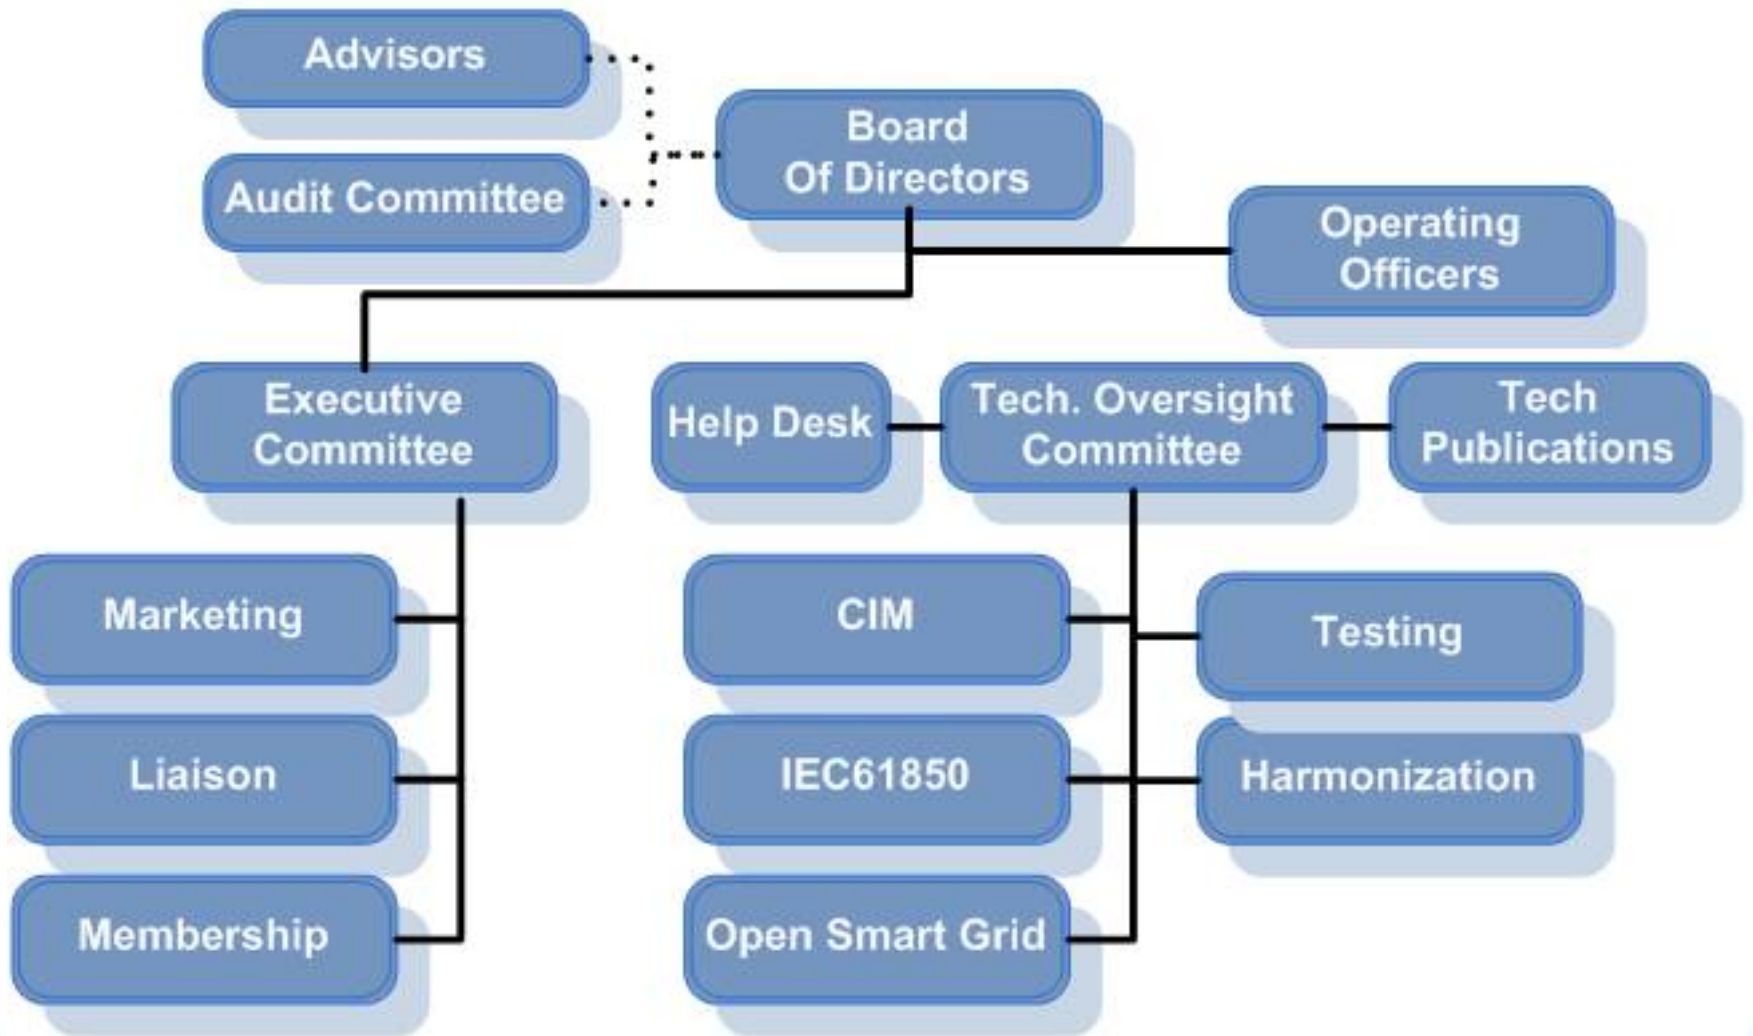 Advisors
Audit Committee
Board
Of Directors
Operating
Officers
Executive
Committee
Help Desk
Tech. Oversight
Committee
Tech
Publications
Marketing
Liaison
Membership
CIM
IEC61850
Open Smart Grid
Testing
Harmonization